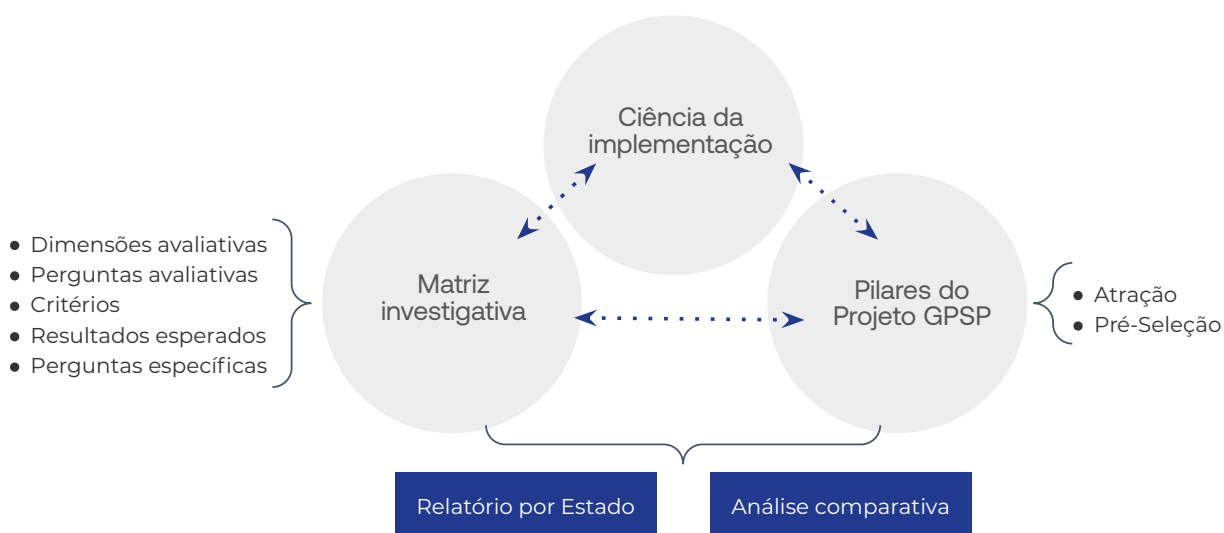 Ciência da
implementação
● Dimensões avaliativas
● Perguntas avaliativas
● Critérios
● Resultados esperados
● Perguntas específicas
Matriz
investigativa
Pilares do
Projeto GPSP
● Atração
● Pré-Seleção
Relatório por Estado
Análise comparativa